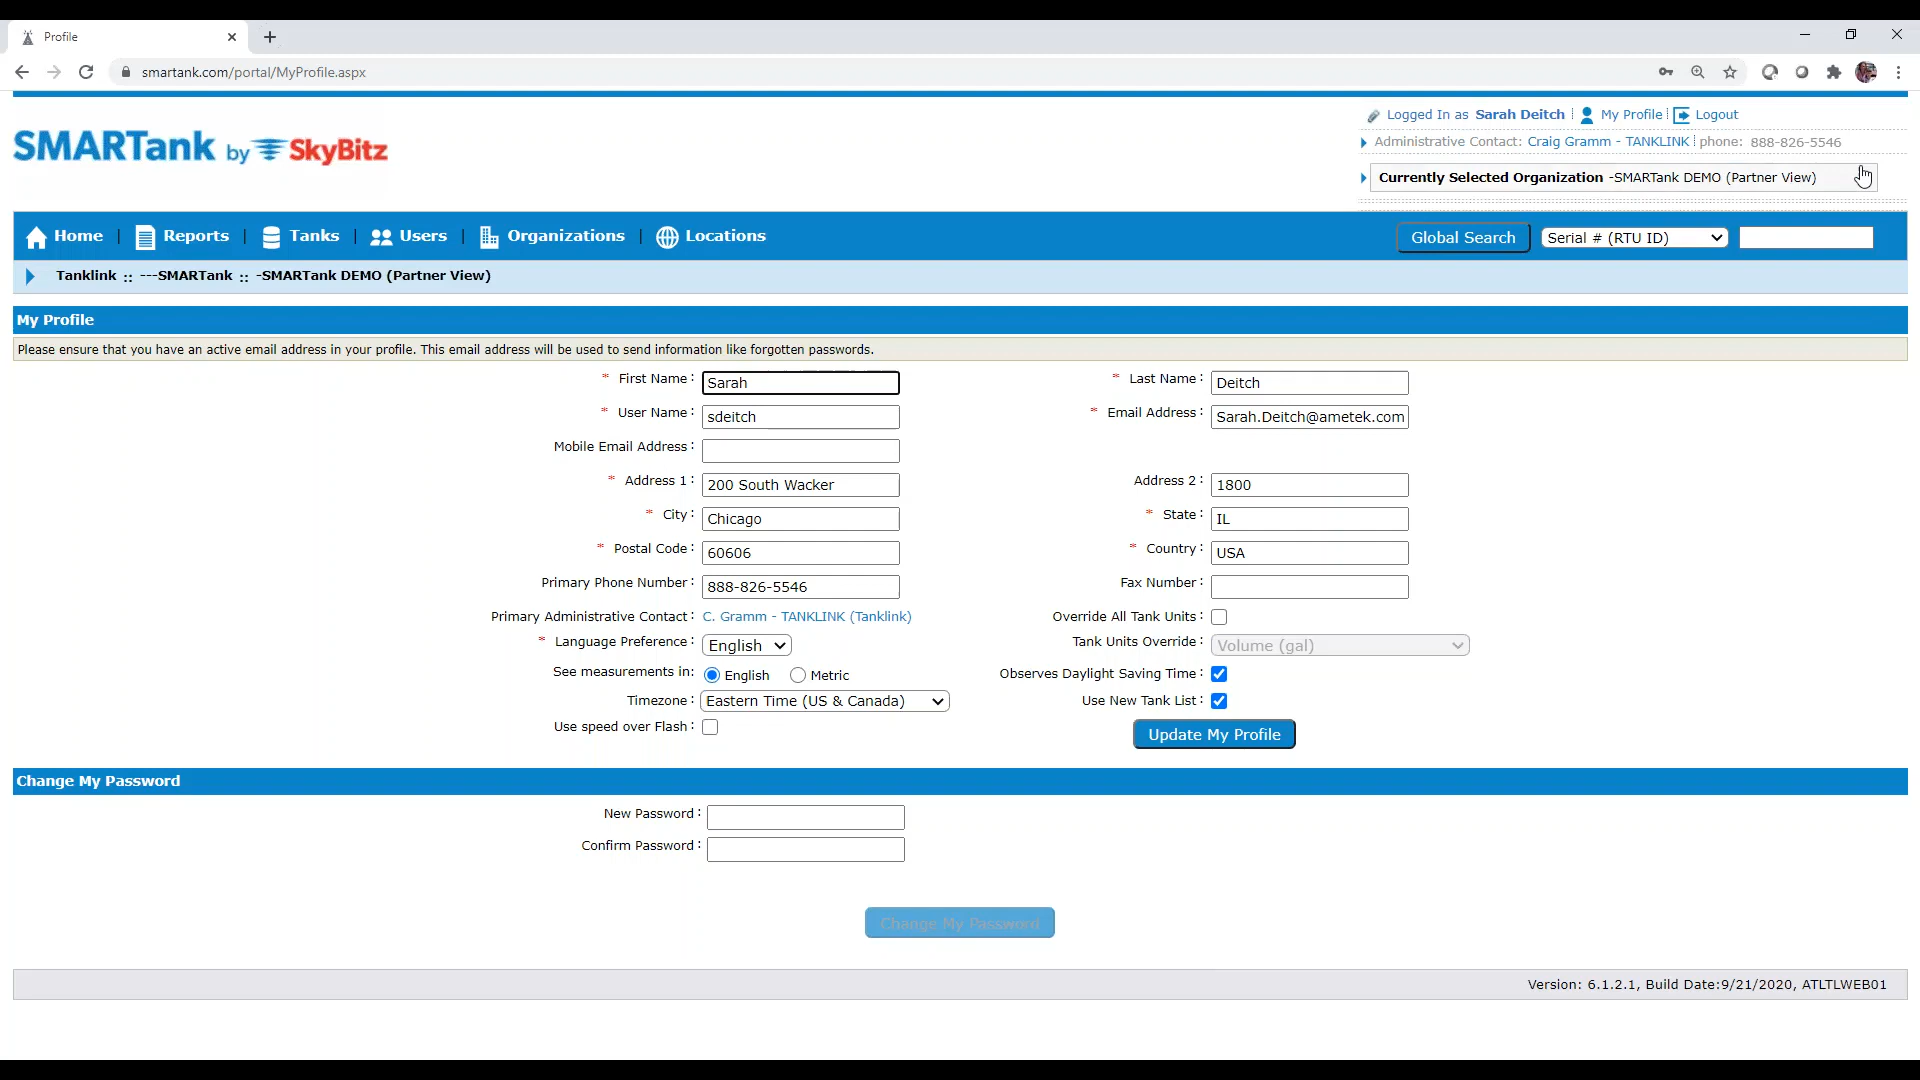 Profile
smartank.com/portal/MyProfile.aspx
Logged In as Sarah Deitch My Profile Logout
SMARTank by SkyBitz
Administrative Contact: Craig Gramm - TANKLINK phone: 888-826-5546
Currently Selected Organization -SMARTank DEMO (Partner View)
Home | Reports | Tanks | Users | Organizations | Locations Global Search Serial # (RTU ID)
Tanklink :: ---SMARTank :: -SMARTank DEMO (Partner View)
My Profile
Please ensure that you have an active email address in your profile. This email address will be used to send information like forgotten passwords.
* First Name : Sarah * Last Name : Deitch
* User Name : sdeitch * Email Address : Sarah.Deitch@ametek.com
Mobile Email Address :
* Address 1 : 200 South Wacker Address 2 : 1800
* City : Chicago * State : IL
* Postal Code : 60606 * Country : USA
Primary Phone Number : 888-826-5546 Fax Number :
Primary Administrative Contact : C. Gramm - TANKLINK (Tanklink) Override All Tank Units :
* Language Preference : English Tank Units Override : Volume (gal)
See measurements in: English Metric Observes Daylight Saving Time :
Timezone : Eastern Time (US & Canada) Use New Tank List :
Use speed over Flash : Update My Profile
Change My Password
New Password :
Confirm Password :
Change My Password
Version: 6.1.2.1, Build Date:9/21/2020, ATLTLWEB01